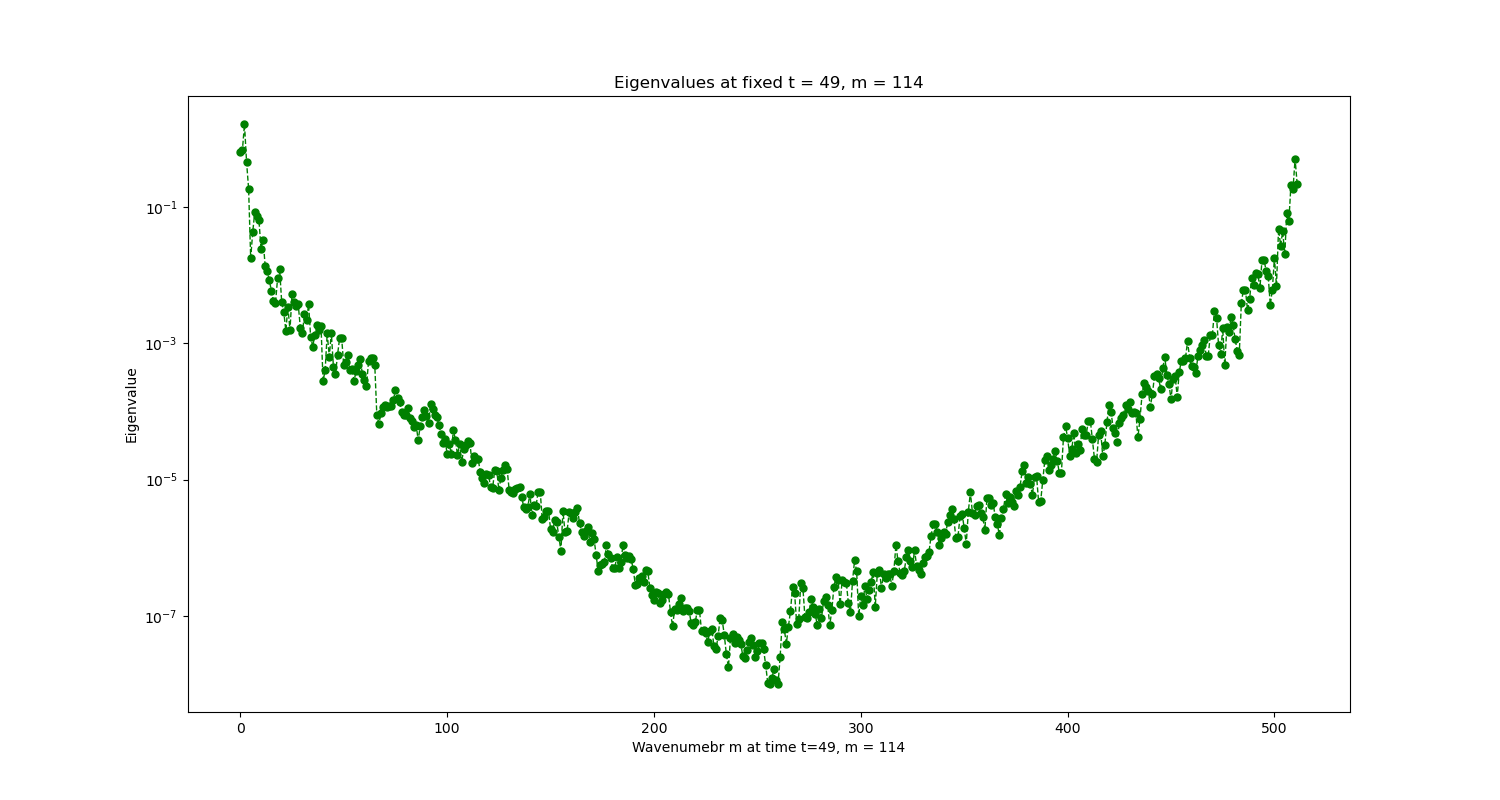 Eigenvalues at fixed t = 49, m = 114
Eigenvalue
10⁻¹
10⁻³
10⁻⁵
10⁻⁷
0 100 200 300 400 500
Wavenumebr m at time t=49, m = 114